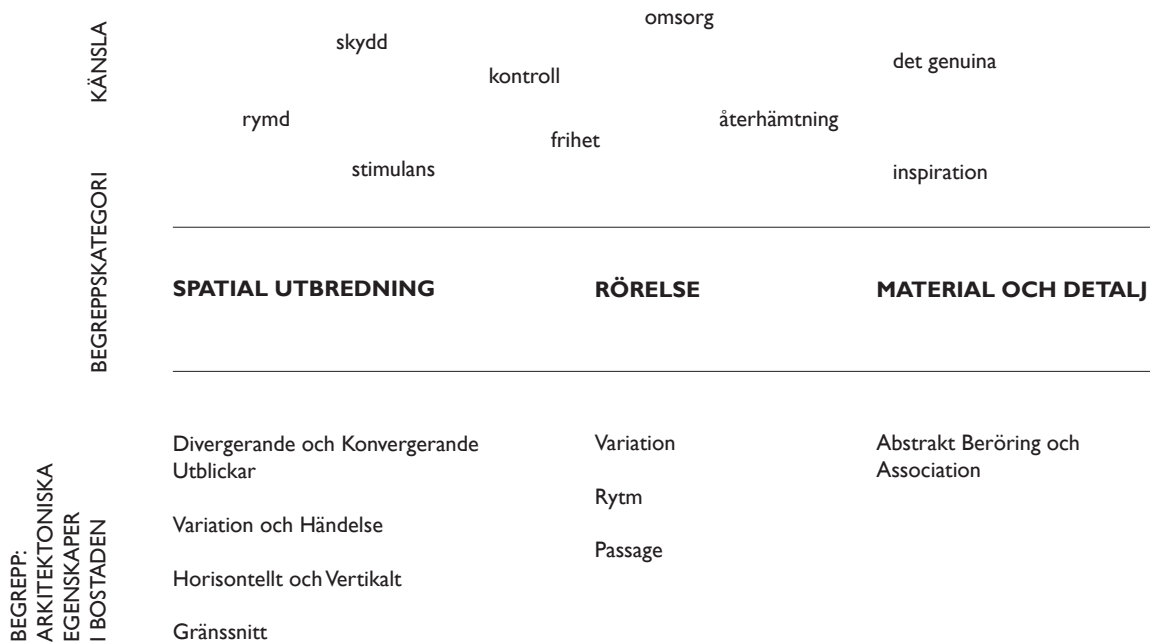 KÄNSLA
omsorg
skydd
det genuina
kontroll
rymd
återhämtning
frihet
stimulans
inspiration
BEGREPPSKATEGORI
SPATIAL UTBREDNING
RÖRELSE
MATERIAL OCH DETALJ
BEGREPP:
ARKITEKTONISKA
EGENSKAPER
I BOSTADEN
Divergerande och Konvergerande
Utblickar
Variation och Händelse
Horisontellt och Vertikalt
Gränssnitt
Variation
Rytm
Passage
Abstrakt Beröring och
Association